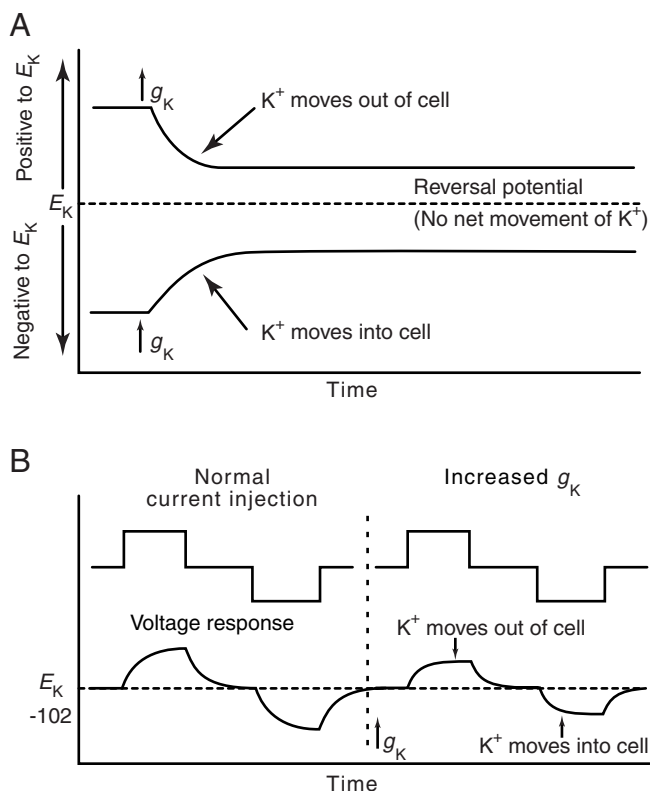 A
Positive to E_K
g_K
K⁺ moves out of cell
Reversal potential
E_K
(No net movement of K⁺)
Negative to E_K
K⁺ moves into cell
g_K
Time
B
Normal
current injection
Increased g_K
Voltage response
K⁺ moves out of cell
E_K
-102
g_K
K⁺ moves into cell
Time